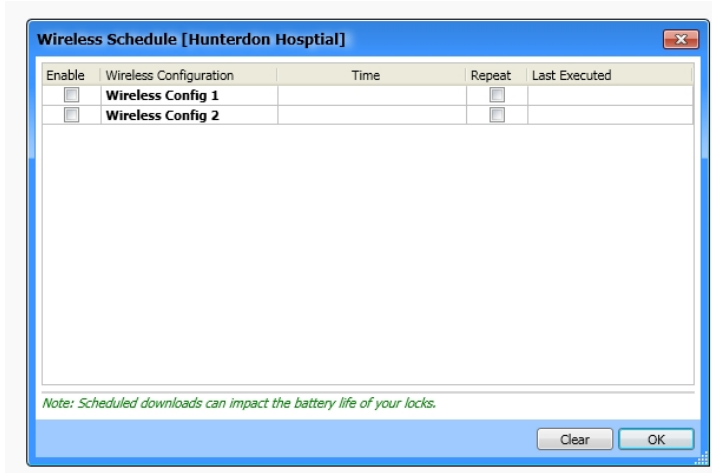 Wireless Schedule [Hunterdon Hosptial]
Enable Wireless Configuration Time Repeat Last Executed
Wireless Config 1
Wireless Config 2
Note: Scheduled downloads can impact the battery life of your locks.
Clear OK